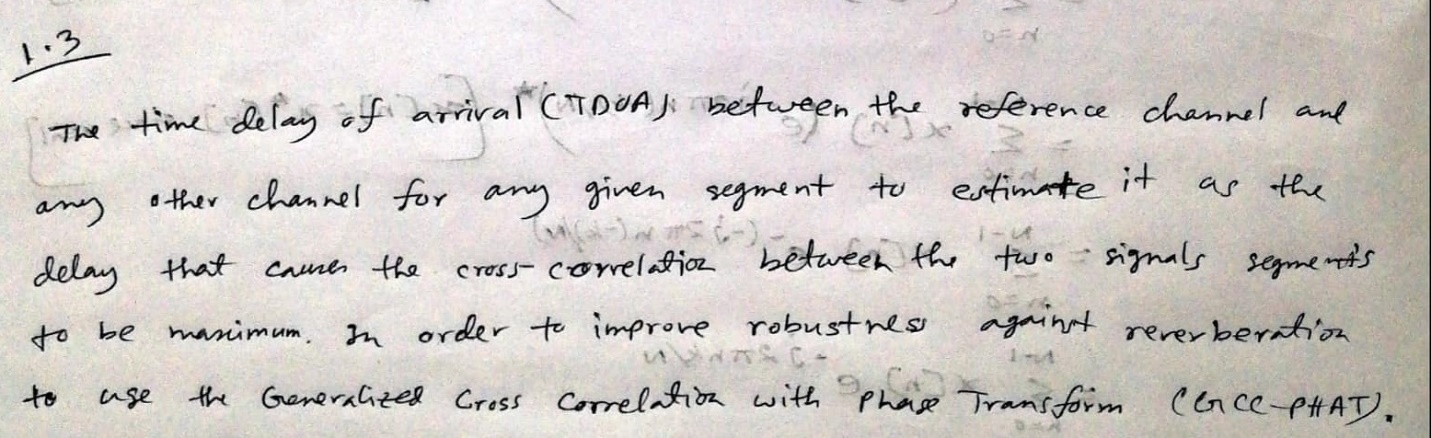 1.3
The time delay of arrival (TDOA) between the reference channel and
any other channel for any given segment to estimate it as the
delay that causes the cross-correlation between the two signals segments
to be maximum. In order to improve robustness against reverberation
to use the Generalized Cross Correlation with Phase Transform (GCC-PHAT).